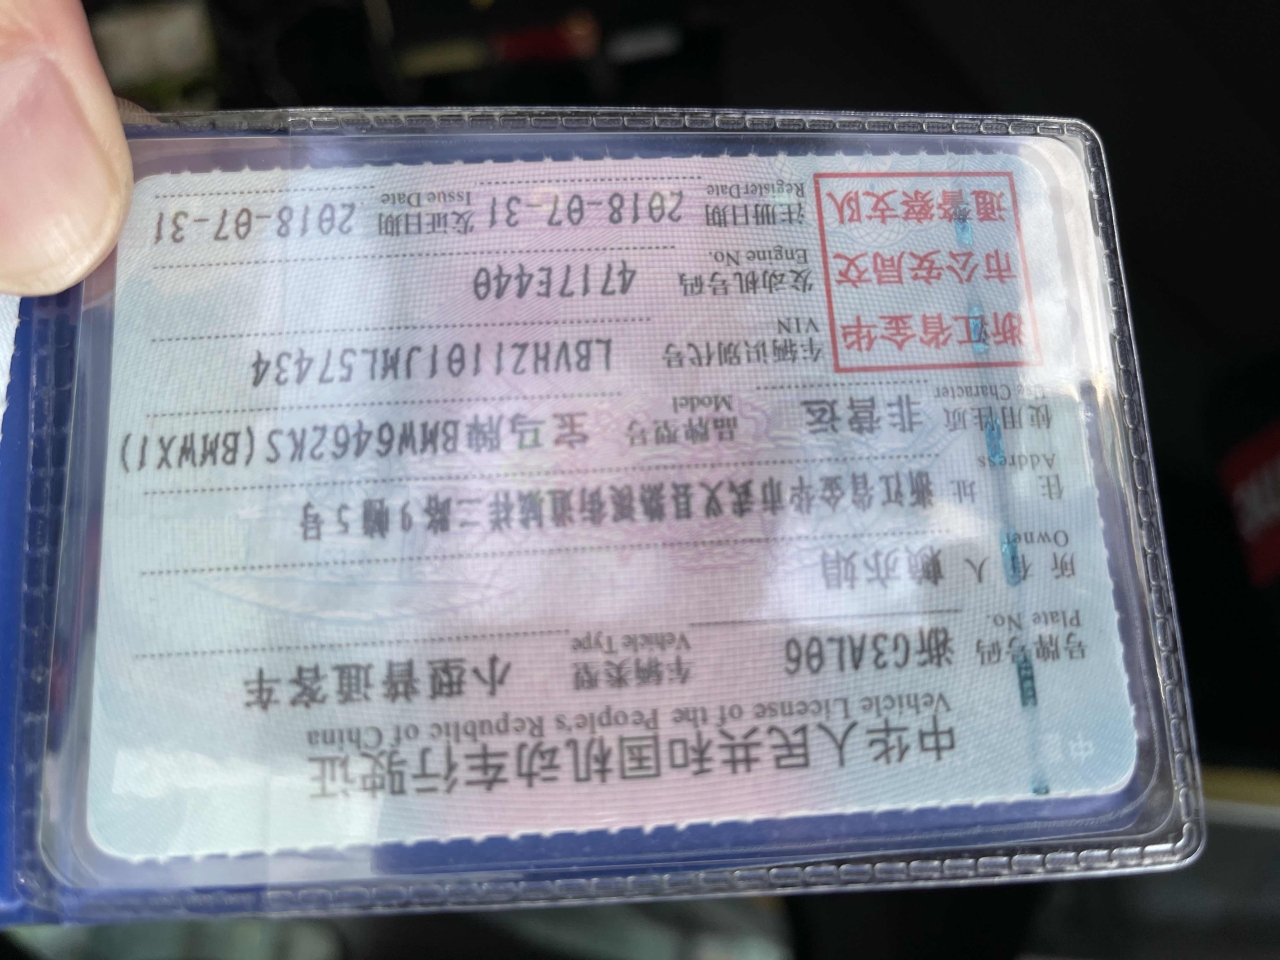 中华人民共和国机动车行驶证
Vehicle License of the People's Republic of China
号牌号码 浙G3AL06 车辆类型 小型普通客车
Plate No. Vehicle Type
所有人 赖亦娟
Owner
住址 浙江省金华市武义县熟溪街道城祥二路9幢5号
Address
使用性质 非营运 品牌型号 宝马牌BMW6462KS(BMWX1)
Use Character Model
浙江省金华市公安局交通警察支队
车辆识别代号 LBVHZ1101JML57434
VIN
发动机号码 4717E440
Engine No.
注册日期 2018-07-31 发证日期 2018-07-31
RegisterDate Issue Date